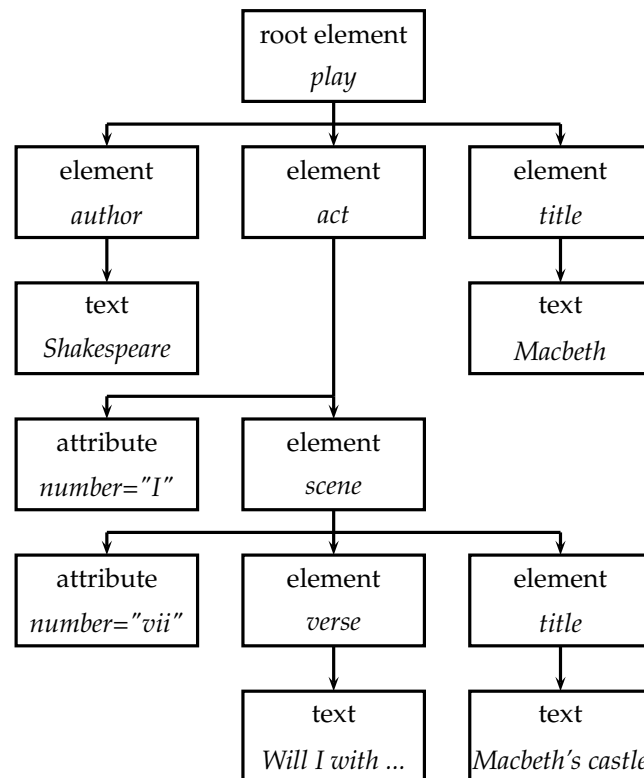 root element
play
element
author
element
act
element
title
text
Shakespeare
text
Macbeth
attribute
number="I"
element
scene
attribute
number="vii"
element
verse
element
title
text
Will I with ...
text
Macbeth's castle